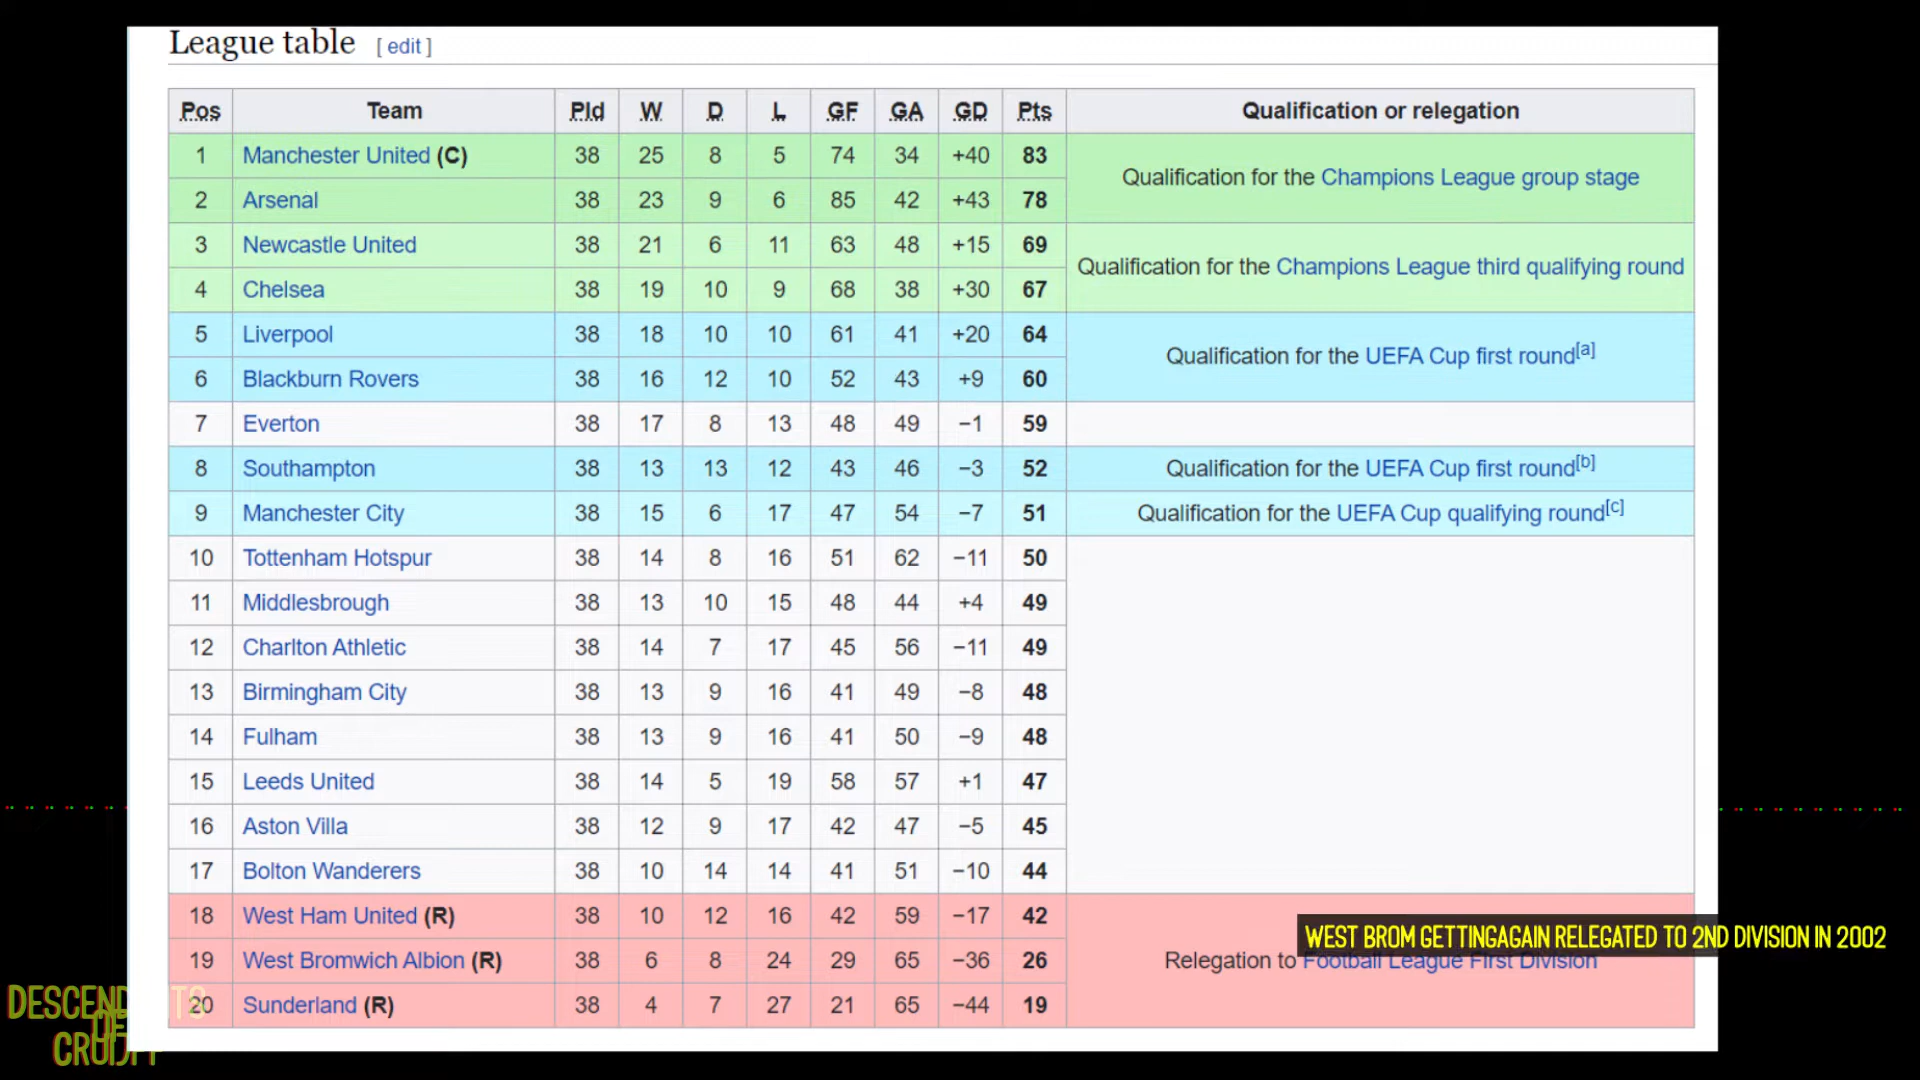 League table [ edit ]
Pos Team Pld W D L GF GA GD Pts Qualification or relegation
1 Manchester United (C) 38 25 8 5 74 34 +40 83 Qualification for the Champions League group stage
2 Arsenal 38 23 9 6 85 42 +43 78
3 Newcastle United 38 21 6 11 63 48 +15 69 Qualification for the Champions League third qualifying round
4 Chelsea 38 19 10 9 68 38 +30 67
5 Liverpool 38 18 10 10 61 41 +20 64 Qualification for the UEFA Cup first round[a]
6 Blackburn Rovers 38 16 12 10 52 43 +9 60
7 Everton 38 17 8 13 48 49 −1 59
8 Southampton 38 13 13 12 43 46 −3 52 Qualification for the UEFA Cup first round[b]
9 Manchester City 38 15 6 17 47 54 −7 51 Qualification for the UEFA Cup qualifying round[c]
10 Tottenham Hotspur 38 14 8 16 51 62 −11 50
11 Middlesbrough 38 13 10 15 48 44 +4 49
12 Charlton Athletic 38 14 7 17 45 56 −11 49
13 Birmingham City 38 13 9 16 41 49 −8 48
14 Fulham 38 13 9 16 41 50 −9 48
15 Leeds United 38 14 5 19 58 57 +1 47
16 Aston Villa 38 12 9 17 42 47 −5 45
17 Bolton Wanderers 38 10 14 14 41 51 −10 44
18 West Ham United (R) 38 10 12 16 42 59 −17 42
WEST BROM GETTINGAGAIN RELEGATED TO 2ND DIVISION IN 2002
19 West Bromwich Albion (R) 38 6 8 24 29 65 −36 26 Relegation to Football League First Division
20 Sunderland (R) 38 4 7 27 21 65 −44 19
DESCENDENTS
OF
CRUIJFF